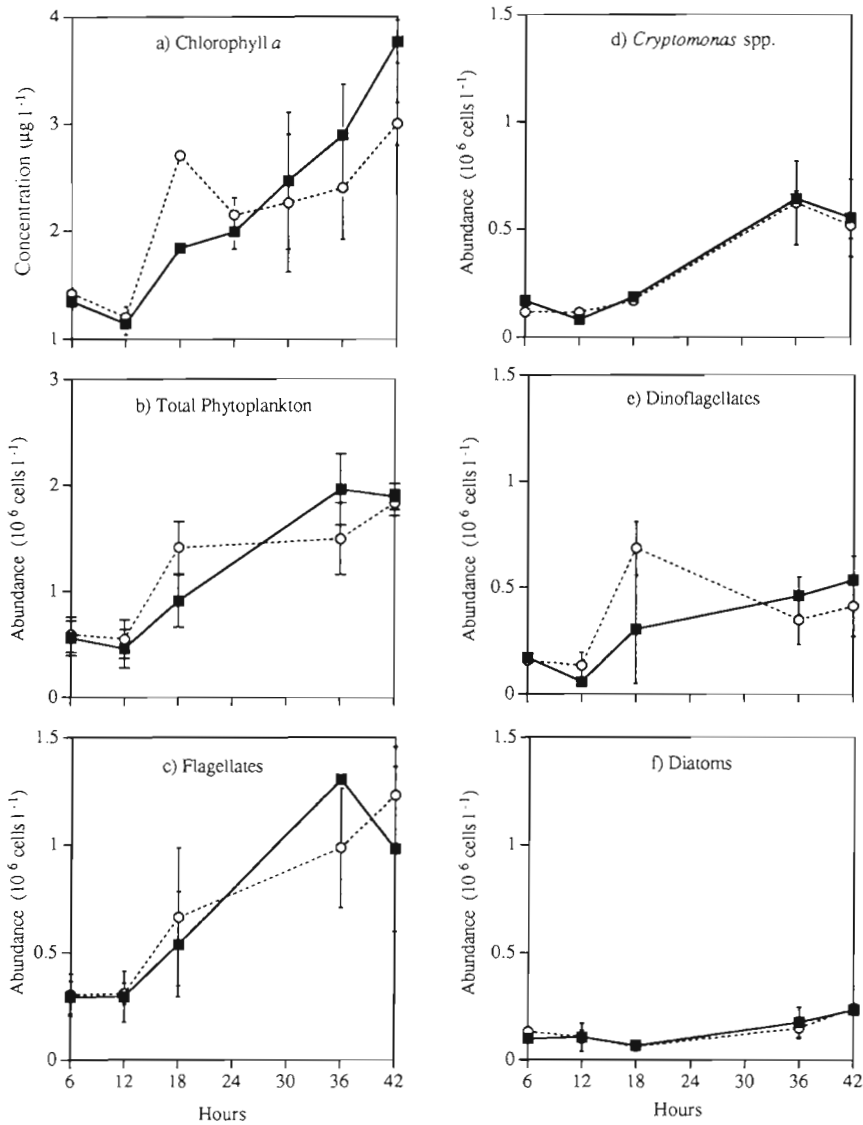 a) Chlorophyll a
Concentration (µg l⁻¹)
4
3
2
1
b) Total Phytoplankton
Abundance (10⁶ cells l⁻¹)
3
2
1
0
c) Flagellates
Abundance (10⁶ cells l⁻¹)
1.5
1
0.5
0
6 12 18 24 30 36 42
Hours
d) Cryptomonas spp.
Abundance (10⁶ cells l⁻¹)
1.5
1
0.5
0
e) Dinoflagellates
Abundance (10⁶ cells l⁻¹)
1.5
1
0.5
0
f) Diatoms
Abundance (10⁶ cells l⁻¹)
1.5
1
0.5
0
6 12 18 24 30 36 42
Hours